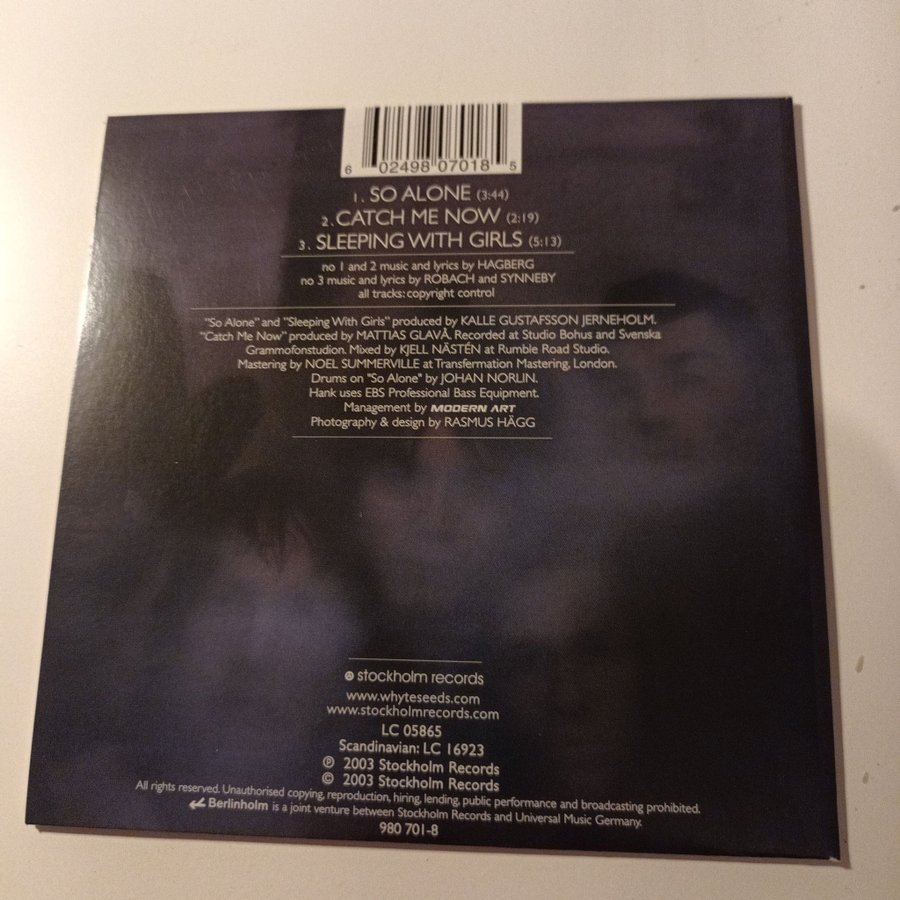 6 02498 07018 5
1. SO ALONE (3:44)
2. CATCH ME NOW (2:19)
3. SLEEPING WITH GIRLS (5:13)
no 1 and 2 music and lyrics by HAGBERG
no 3 music and lyrics by ROBACH and SYNNEBY
all tracks: copyright control
"So Alone" and "Sleeping With Girls" produced by KALLE GUSTAFSSON JERNEHOLM.
"Catch Me Now" produced by MATTIAS GLAVÅ. Recorded at Studio Bohus and Svenska
Grammofonstudion. Mixed by KJELL NÄSTÉN at Rumble Road Studio.
Mastering by NOEL SUMMERVILLE at Transfermation Mastering, London.
Drums on "So Alone" by JOHAN NORLIN.
Hank uses EBS Professional Bass Equipment.
Management by MODERN ART
Photography & design by RASMUS HÄGG
stockholm records
www.whyteseeds.com
www.stockholmrecords.com
LC 05865
Scandinavian: LC 16923
℗ 2003 Stockholm Records
© 2003 Stockholm Records
All rights reserved. Unauthorised copying, reproduction, hiring, lending, public performance and broadcasting prohibited.
Berlinholm is a joint venture between Stockholm Records and Universal Music Germany.
980 701-8